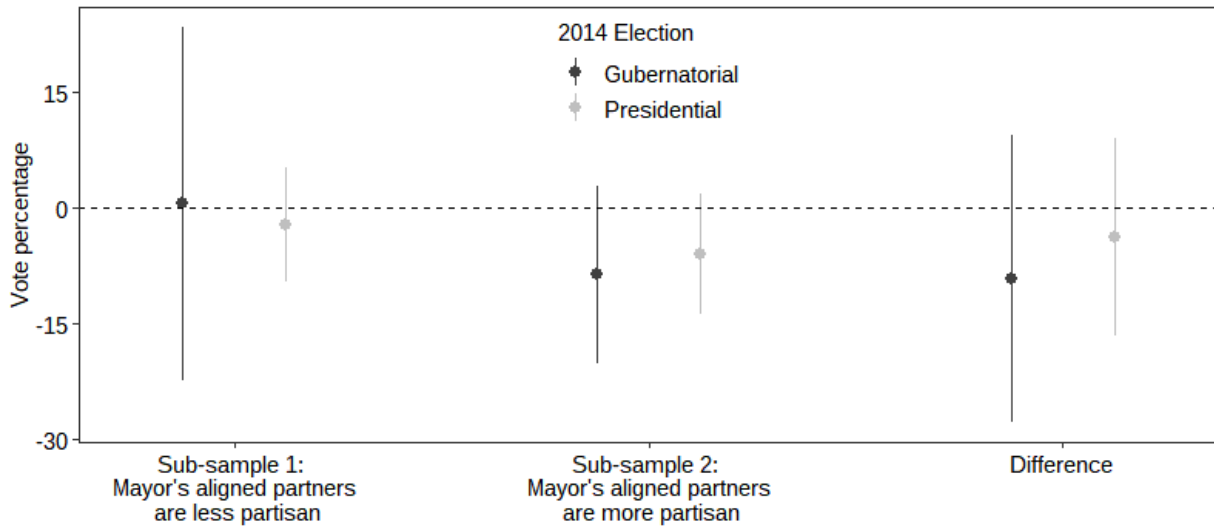 2014 Election
Gubernatorial
Presidential
Vote percentage
15
0
-15
-30
Sub-sample 1:
Mayor's aligned partners
are less partisan
Sub-sample 2:
Mayor's aligned partners
are more partisan
Difference